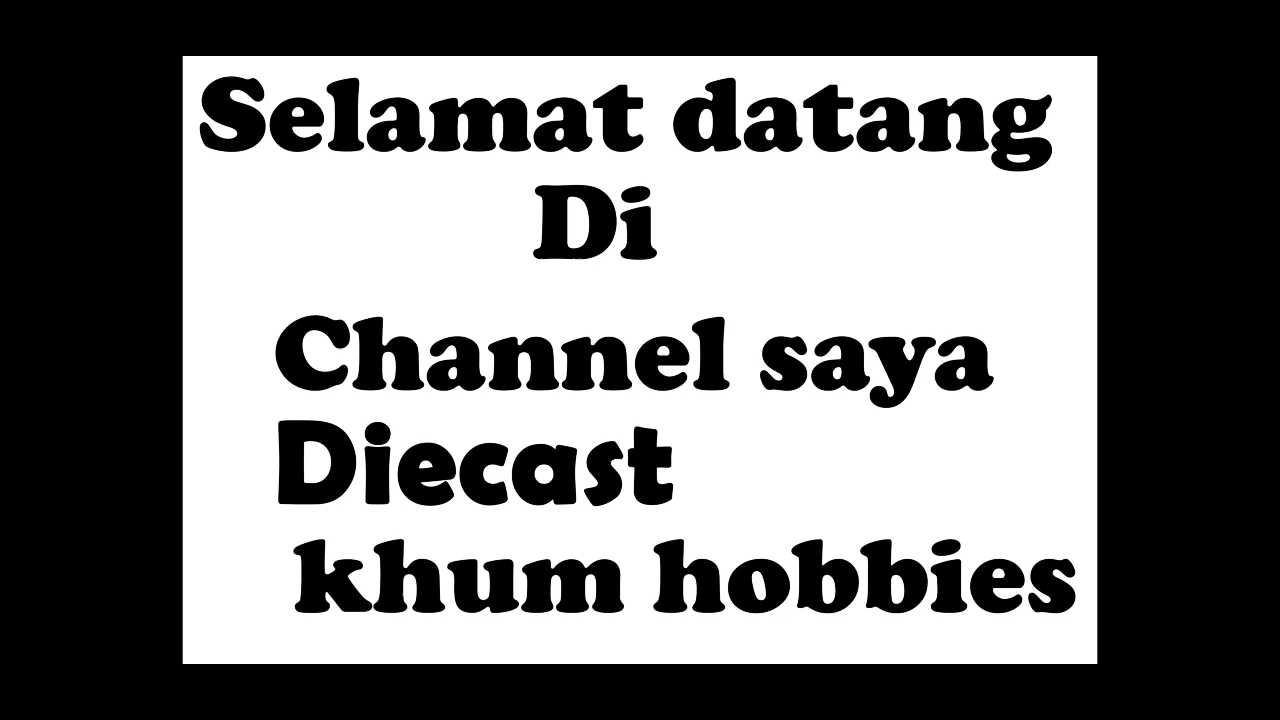 Selamat datang
Di
Channel saya
Diecast
khum hobbies